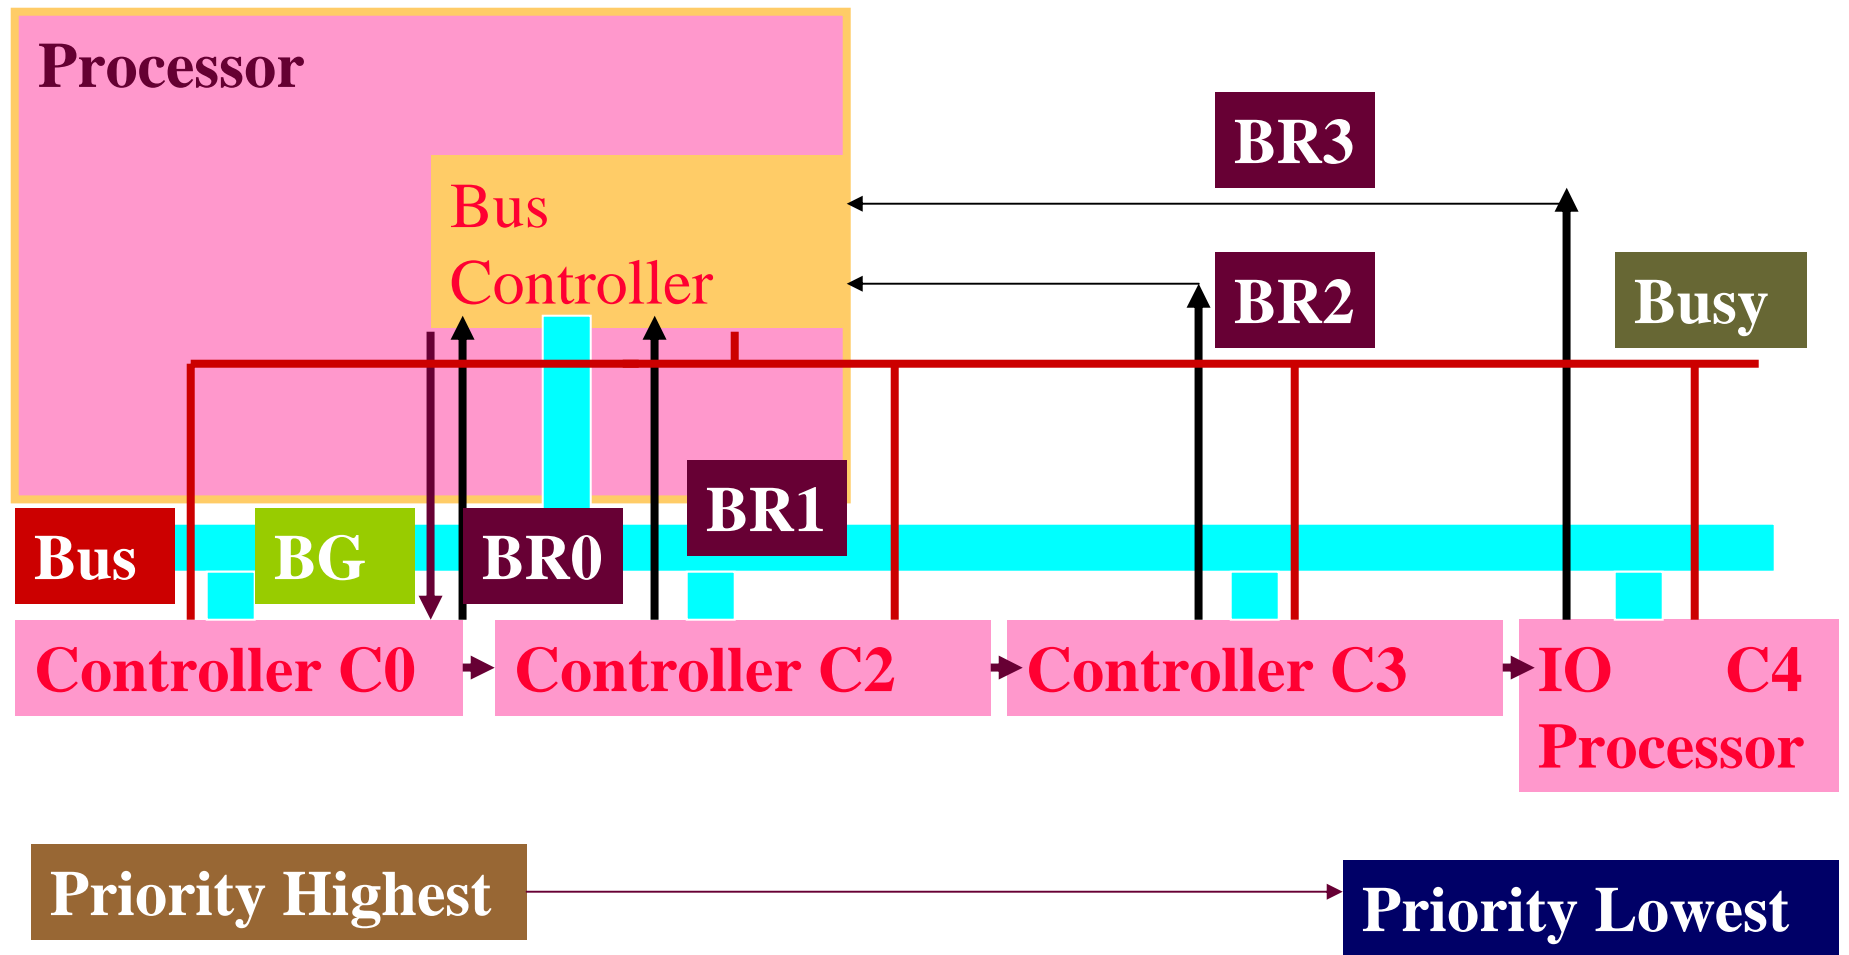 Processor
BR3
Bus
Controller
BR2
Busy
BR1
Bus
BG
BR0
Controller C0
Controller C2
Controller C3
IO C4
Processor
Priority Highest
Priority Lowest